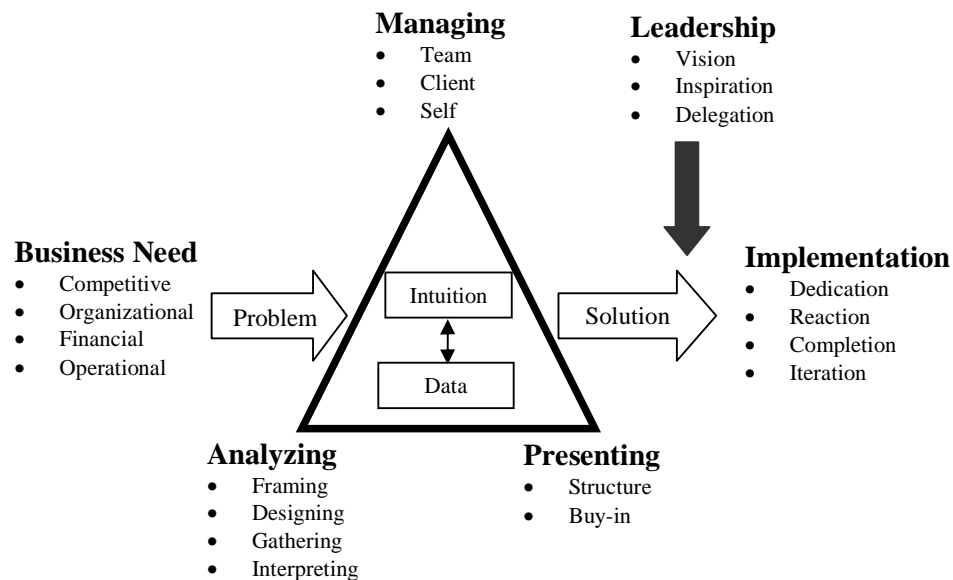 Managing
• Team
• Client
• Self
Leadership
• Vision
• Inspiration
• Delegation
Business Need
• Competitive
• Organizational
• Financial
• Operational
Problem
Intuition
Data
Solution
Implementation
• Dedication
• Reaction
• Completion
• Iteration
Analyzing
• Framing
• Designing
• Gathering
• Interpreting
Presenting
• Structure
• Buy-in